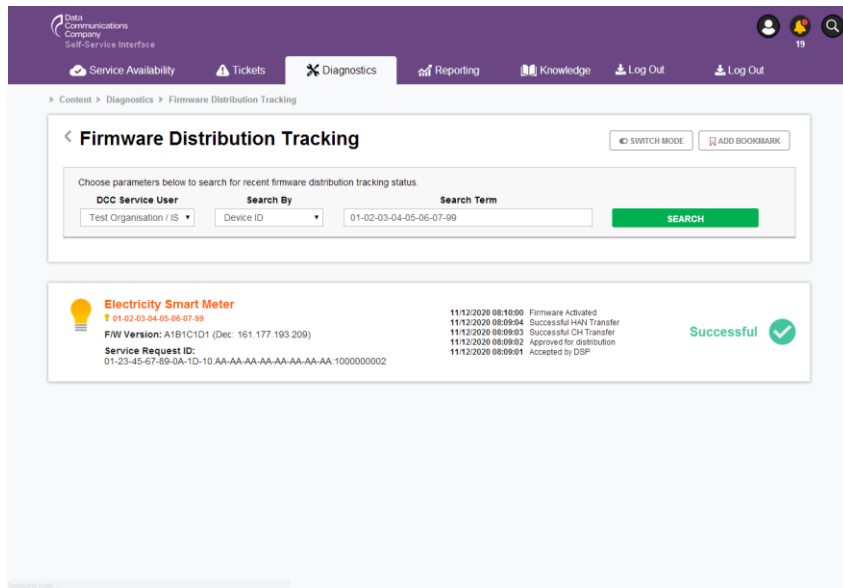 Data
Communications
Company
Self-Service Interface
19
Service Availability
Tickets
Diagnostics
Reporting
Knowledge
Log Out
Log Out
> Content > Diagnostics > Firmware Distribution Tracking
Firmware Distribution Tracking
SWITCH MODE
ADD BOOKMARK
Choose parameters below to search for recent firmware distribution tracking status.
DCC Service User
Search By
Search Term
Test Organisation / IS
Device ID
01-02-03-04-05-06-07-99
SEARCH
Electricity Smart Meter
01-02-03-04-05-06-07-99
F/W Version: A1B1C1D1 (Dec: 161.177.193.209)
Service Request ID:
01-23-45-67-89-0A-1D-10:AA-AA-AA-AA-AA-AA-AA-AA:1000000002
11/12/2020 08:10:00 Firmware Activated
11/12/2020 08:09:04 Successful HAN Transfer
11/12/2020 08:09:03 Successful CH Transfer
11/12/2020 08:09:02 Approved for distribution
11/12/2020 08:09:01 Accepted by DSP
Successful